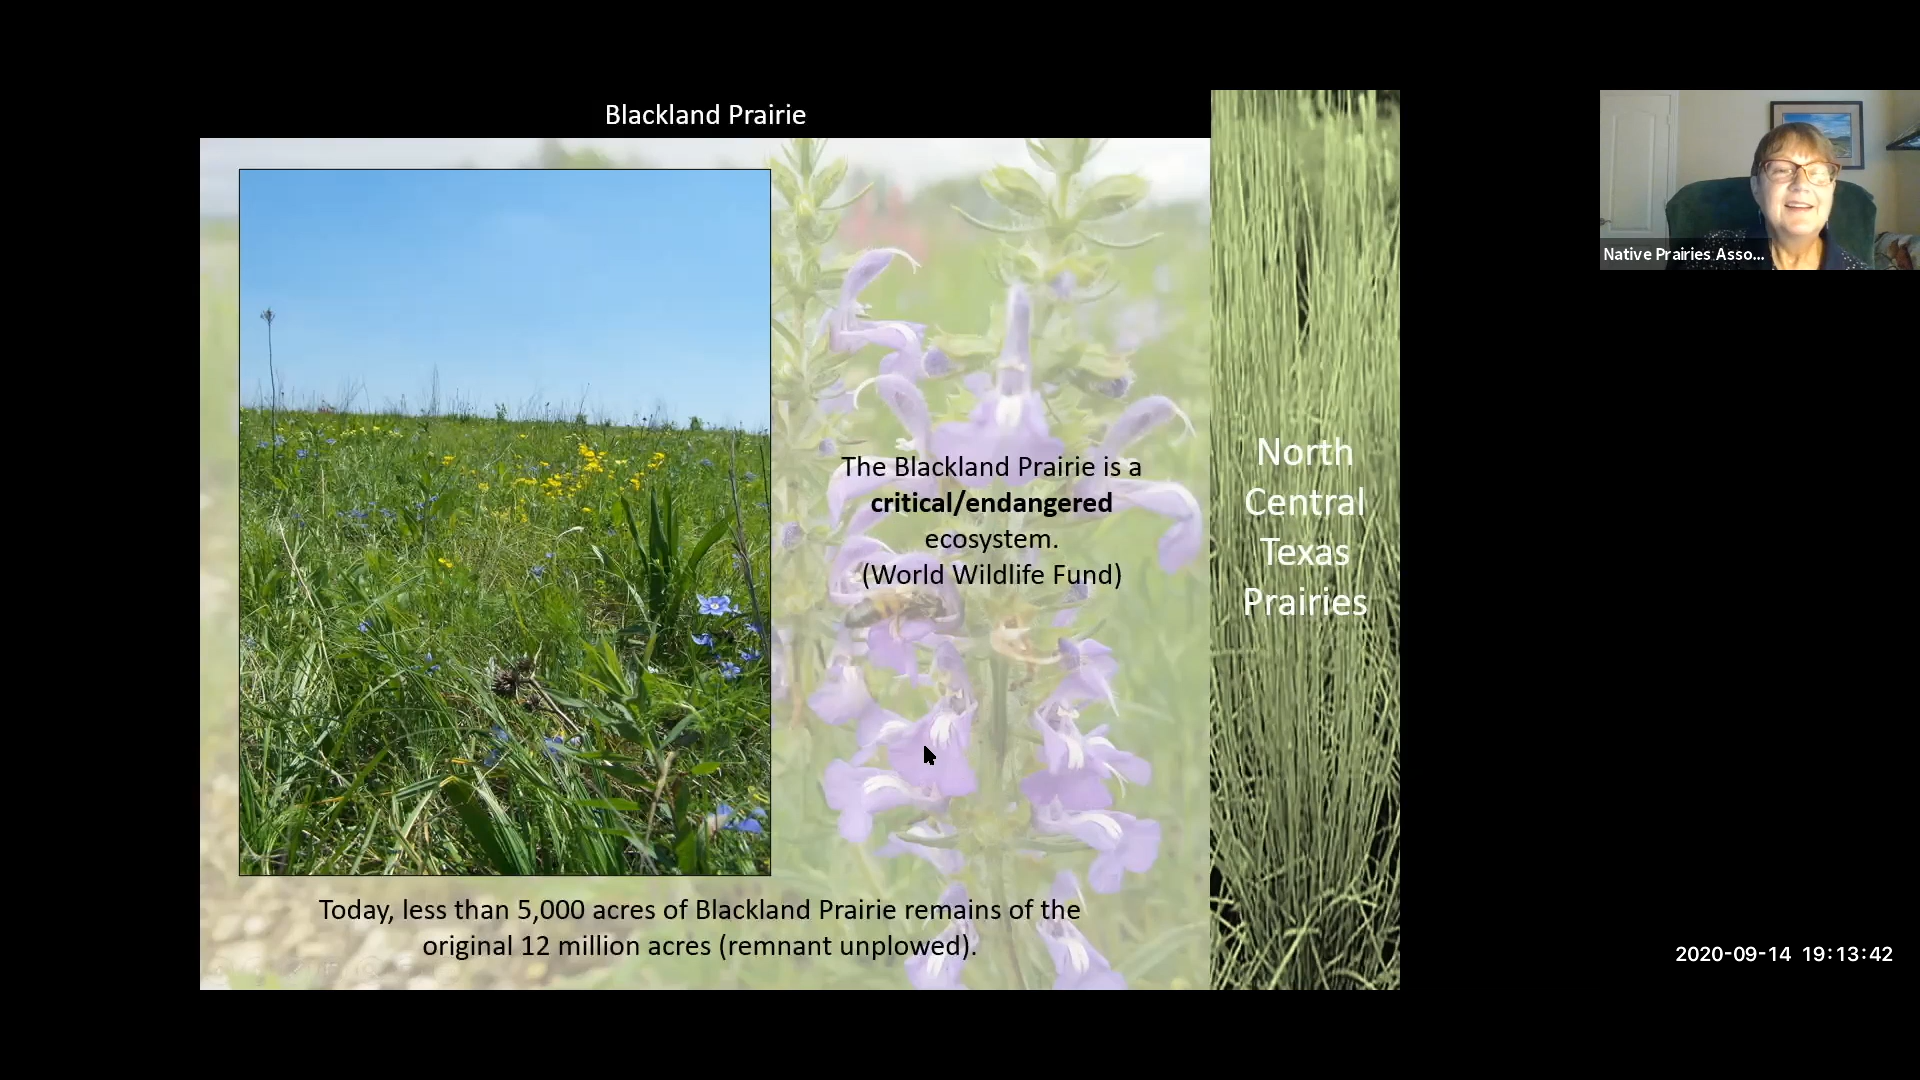 Blackland Prairie
The Blackland Prairie is a
critical/endangered
ecosystem.
(World Wildlife Fund)
Today, less than 5,000 acres of Blackland Prairie remains of the
original 12 million acres (remnant unplowed).
North
Central
Texas
Prairies
Native Prairies Asso...
2020-09-14 19:13:42